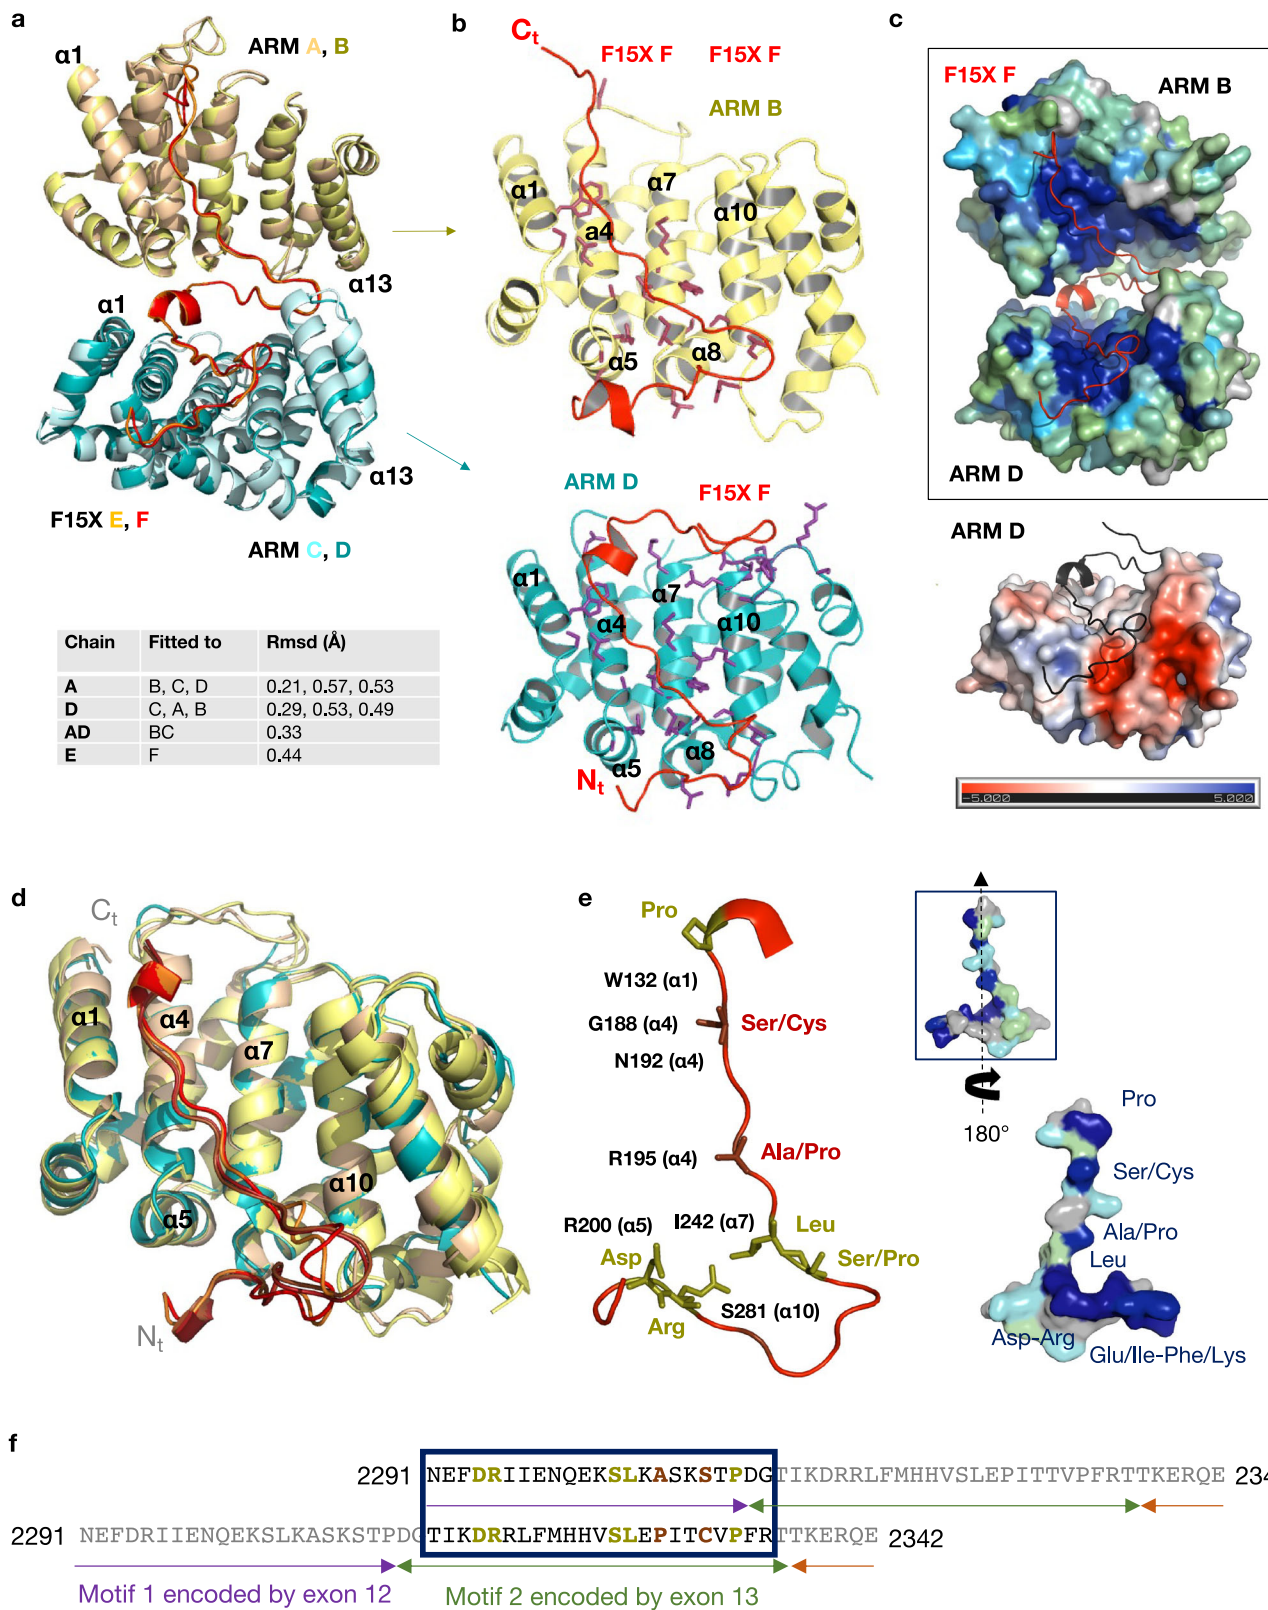 a
α1
ARM A, B
α13
α1
α13
F15X E, F
ARM C, D
Chain Fitted to Rmsd (Å)
A B, C, D 0.21, 0.57, 0.53
D C, A, B 0.29, 0.53, 0.49
AD BC 0.33
E F 0.44
b
Ct
F15X F F15X F
ARM B
α1
a4
α7
α10
α5
α8
ARM D
F15X F
α1
α4
α7
α10
α5
α8
Nt
c
F15X F
ARM B
ARM D
ARM D
-5.000 5.000
d
Ct
α1
α4
α7
α10
α5
Nt
e
Pro
W132 (α1)
G188 (α4)
Ser/Cys
N192 (α4)
R195 (α4)
Ala/Pro
R200 (α5)
I242 (α7)
Leu
Asp
Ser/Pro
S281 (α10)
Arg
180°
Pro
Ser/Cys
Ala/Pro
Leu
Asp-Arg
Glu/Ile-Phe/Lys
f
2291 NEFDRIIENQEKSLKASKSTPDGTIKDRRLFMHHVSLEPITTVPFRTTKERQE 234
2291 NEFDRIIENQEKSLKASKSTPDGTIKDRRLFMHHVSLEPITCVPFRTTKERQE 2342
Motif 1 encoded by exon 12 Motif 2 encoded by exon 13